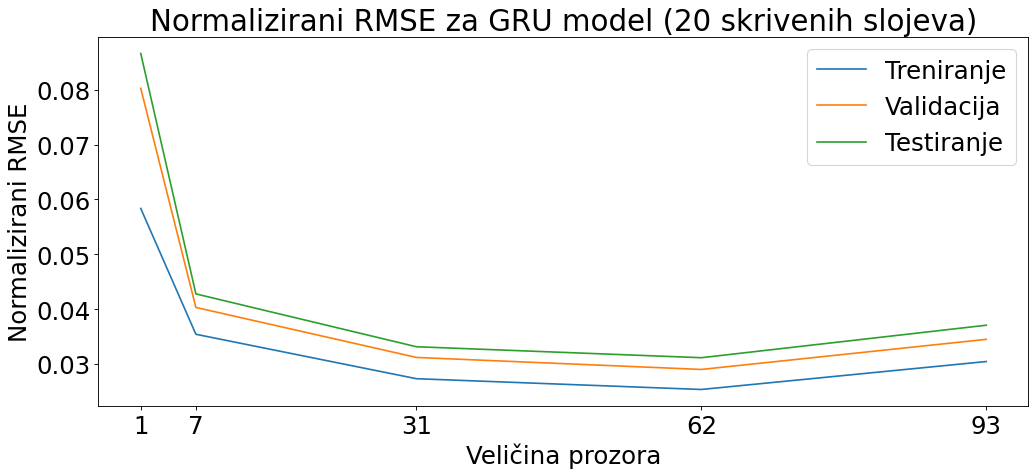 Normalizirani RMSE za GRU model (20 skrivenih slojeva)
Treniranje
Validacija
Testiranje
Normalizirani RMSE
0.08
0.07
0.06
0.05
0.04
0.03
1 7 31 62 93
Veličina prozora